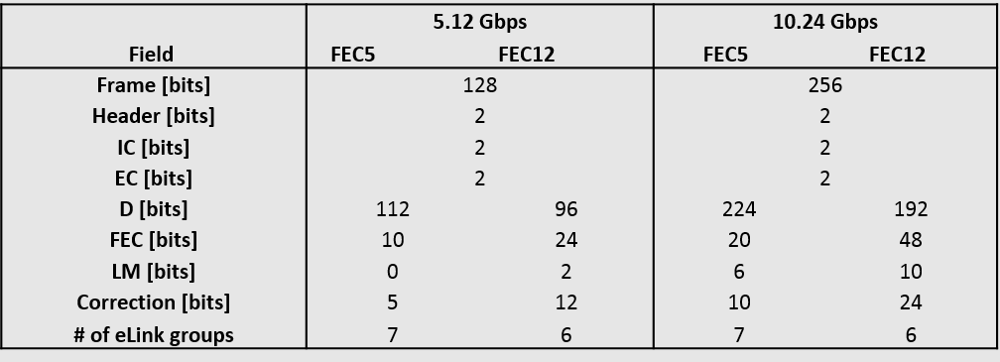 5.12 Gbps 10.24 Gbps
Field FEC5 FEC12 FEC5 FEC12
Frame [bits] 128 256
Header [bits] 2 2
IC [bits] 2 2
EC [bits] 2 2
D [bits] 112 96 224 192
FEC [bits] 10 24 20 48
LM [bits] 0 2 6 10
Correction [bits] 5 12 10 24
# of eLink groups 7 6 7 6